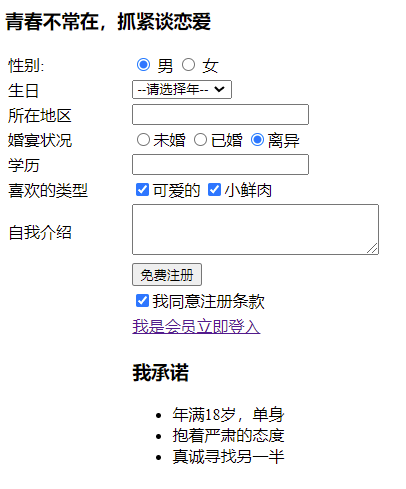 青春不常在，抓紧谈恋爱
性别: 男 女
生日 --请选择年--
所在地区
婚宴状况 未婚 已婚 离异
学历
喜欢的类型 可爱的 小鲜肉
自我介绍
免费注册
我同意注册条款
我是会员立即登入
我承诺
年满18岁，单身
抱着严肃的态度
真诚寻找另一半